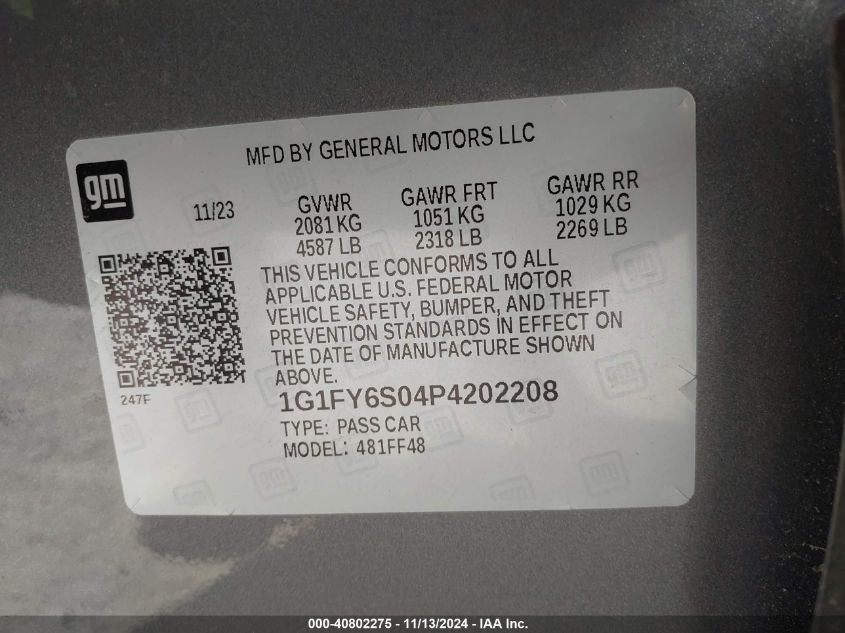 MFD BY GENERAL MOTORS LLC
gm
11/23
GVWR
2081 KG
4587 LB
GAWR FRT
1051 KG
2318 LB
GAWR RR
1029 KG
2269 LB
THIS VEHICLE CONFORMS TO ALL
APPLICABLE U.S. FEDERAL MOTOR
VEHICLE SAFETY, BUMPER, AND THEFT
PREVENTION STANDARDS IN EFFECT ON
THE DATE OF MANUFACTURE SHOWN
ABOVE.
247F
1G1FY6S04P4202208
TYPE: PASS CAR
MODEL: 481FF48
000-40802275 - 11/13/2024 - IAA Inc.